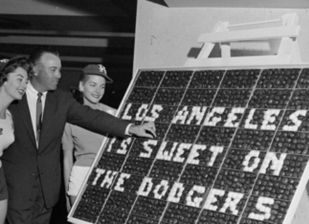 LOS ANGELES
IS SWEET ON
THE DODGERS